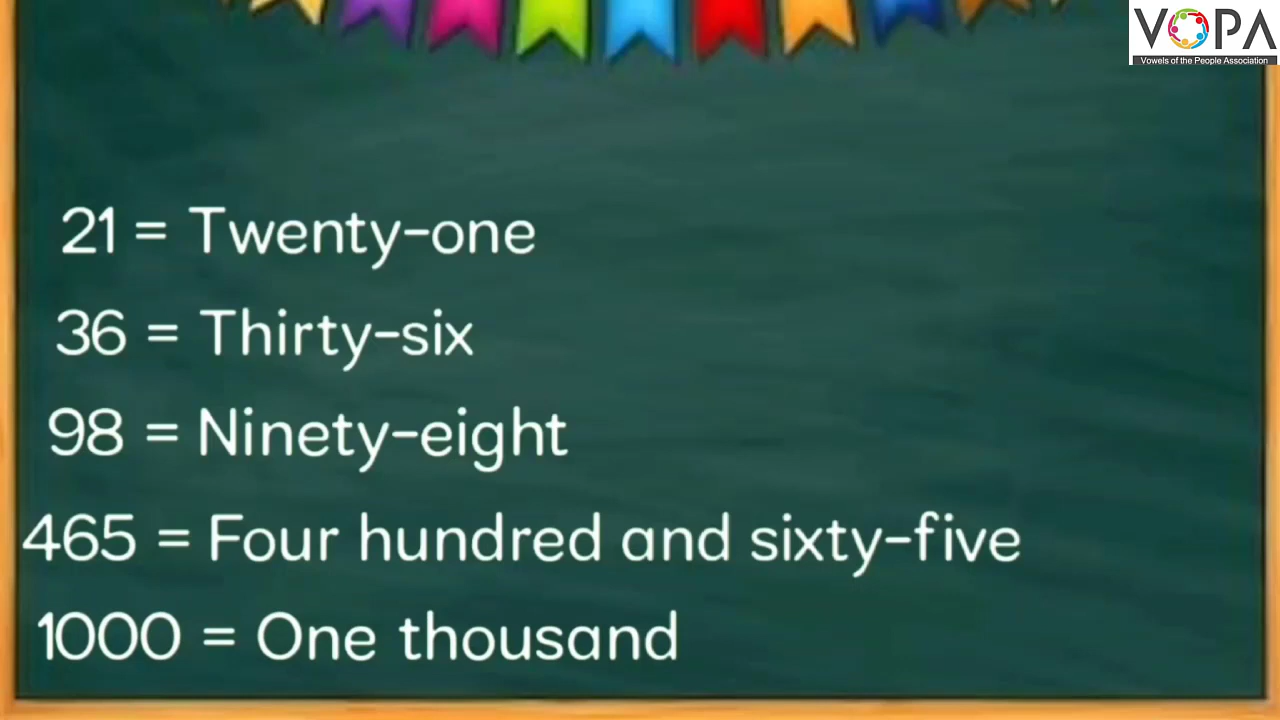 VOPA
Vowels of the People Association
21 = Twenty-one
36 = Thirty-six
98 = Ninety-eight
465 = Four hundred and sixty-five
1000 = One thousand